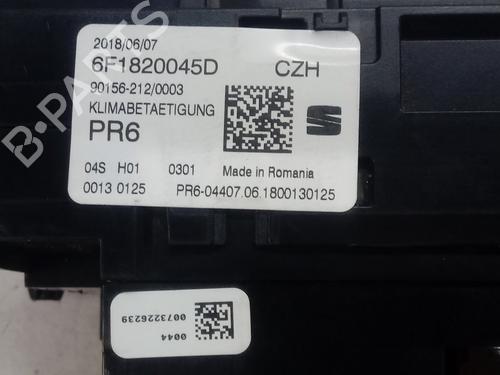 2018/06/07
6F1820045D CZH
90156-212/0003
KLIMABETAETIGUNG
PR6
04S H01 0301 Made in Romania
0013 0125 PR6-04407.06.1800130125
0044
0073226239
B-PARTS